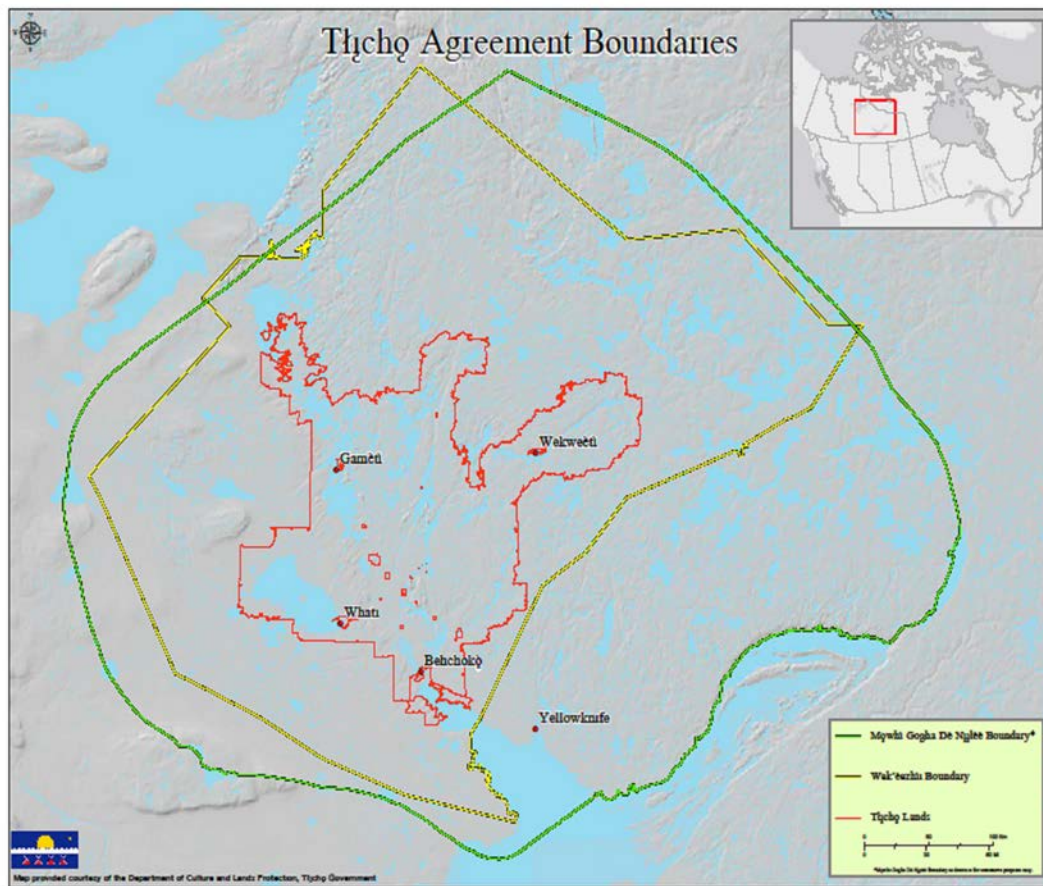 Tłı̨chǫ Agreement Boundaries
Gamètì
Wekweètì
Whatì
Behchokǫ̀
Yellowknife
Mǫwhì Gogha Dè Nı̨ı̨tłèè Boundary*
Wek'èezhìı Boundary
Tłı̨chǫ Lands
Map provided courtesy of the Department of Culture and Lands Protection, Tłı̨chǫ Government